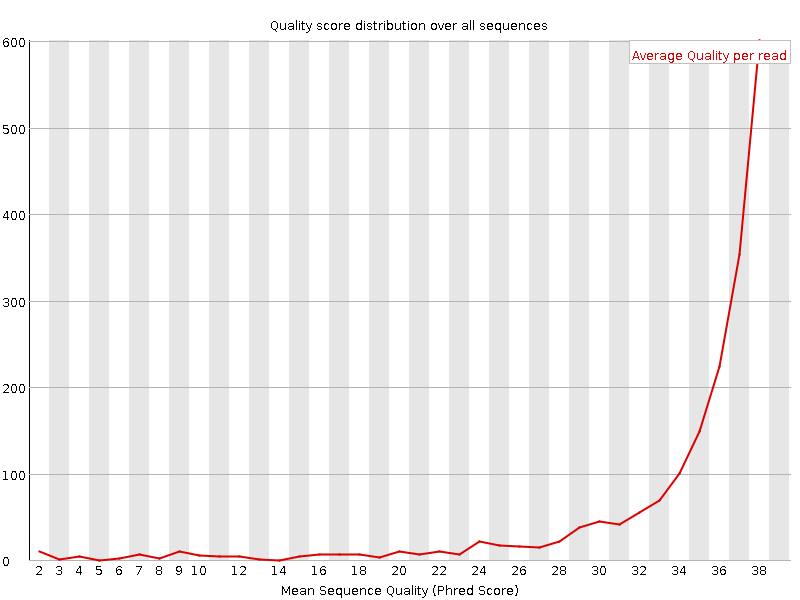 Quality score distribution over all sequences
Average Quality per read
600
500
400
300
200
100
0
2 3 4 5 6 7 8 9 10 12 14 16 18 20 22 24 26 28 30 32 34 36 38
Mean Sequence Quality (Phred Score)